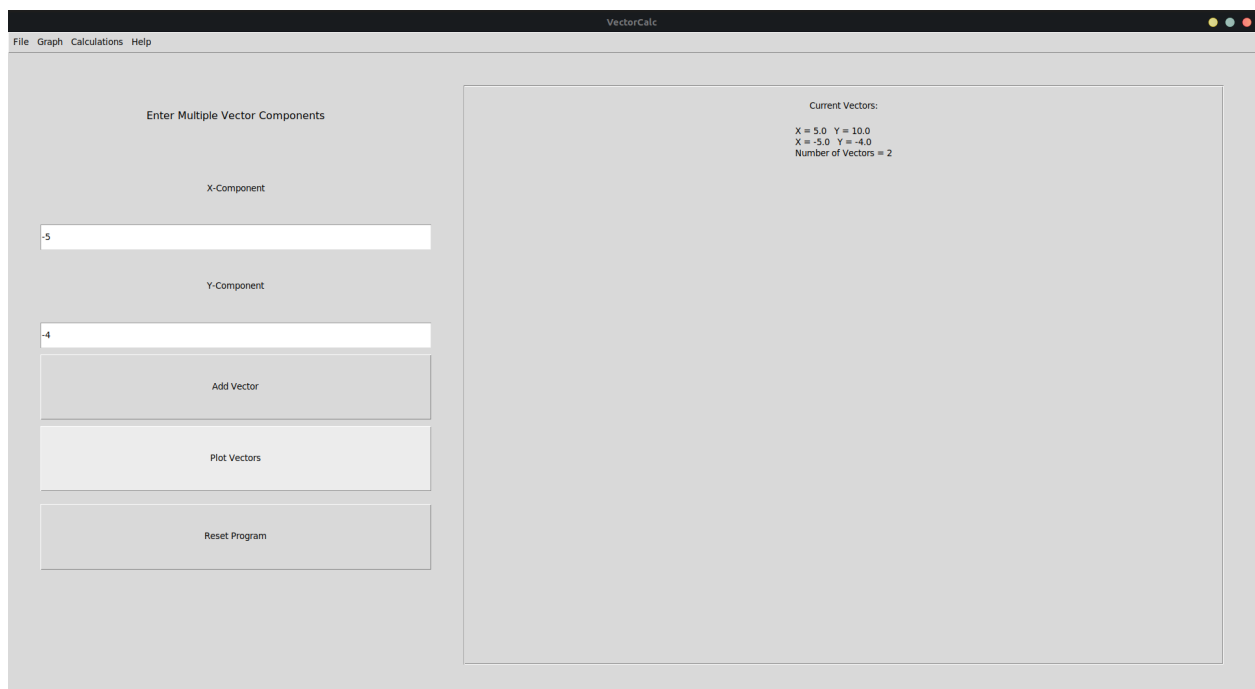 VectorCalc
File Graph Calculations Help
Enter Multiple Vector Components
X-Component
-5
Y-Component
-4
Add Vector
Plot Vectors
Reset Program
Current Vectors:
X = 5.0 Y = 10.0
X = -5.0 Y = -4.0
Number of Vectors = 2